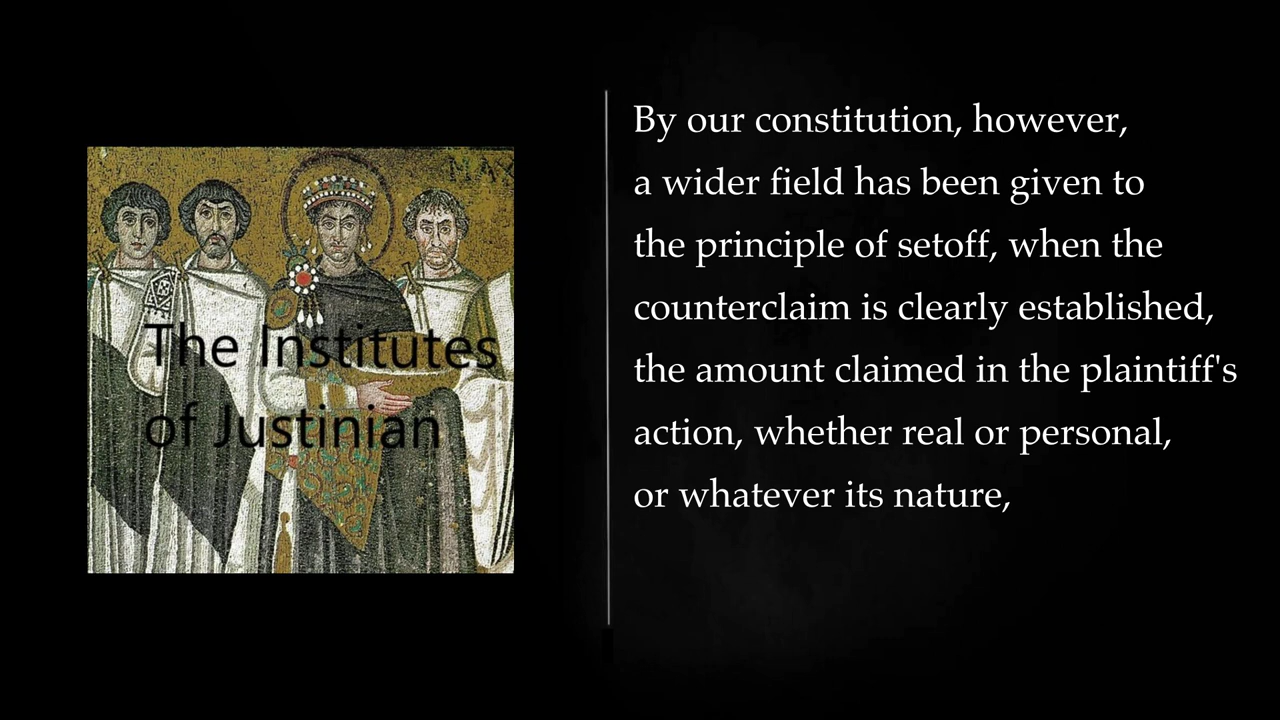 MAX
The Institutes
of Justinian
By our constitution, however,
a wider field has been given to
the principle of setoff, when the
counterclaim is clearly established,
the amount claimed in the plaintiff's
action, whether real or personal,
or whatever its nature,